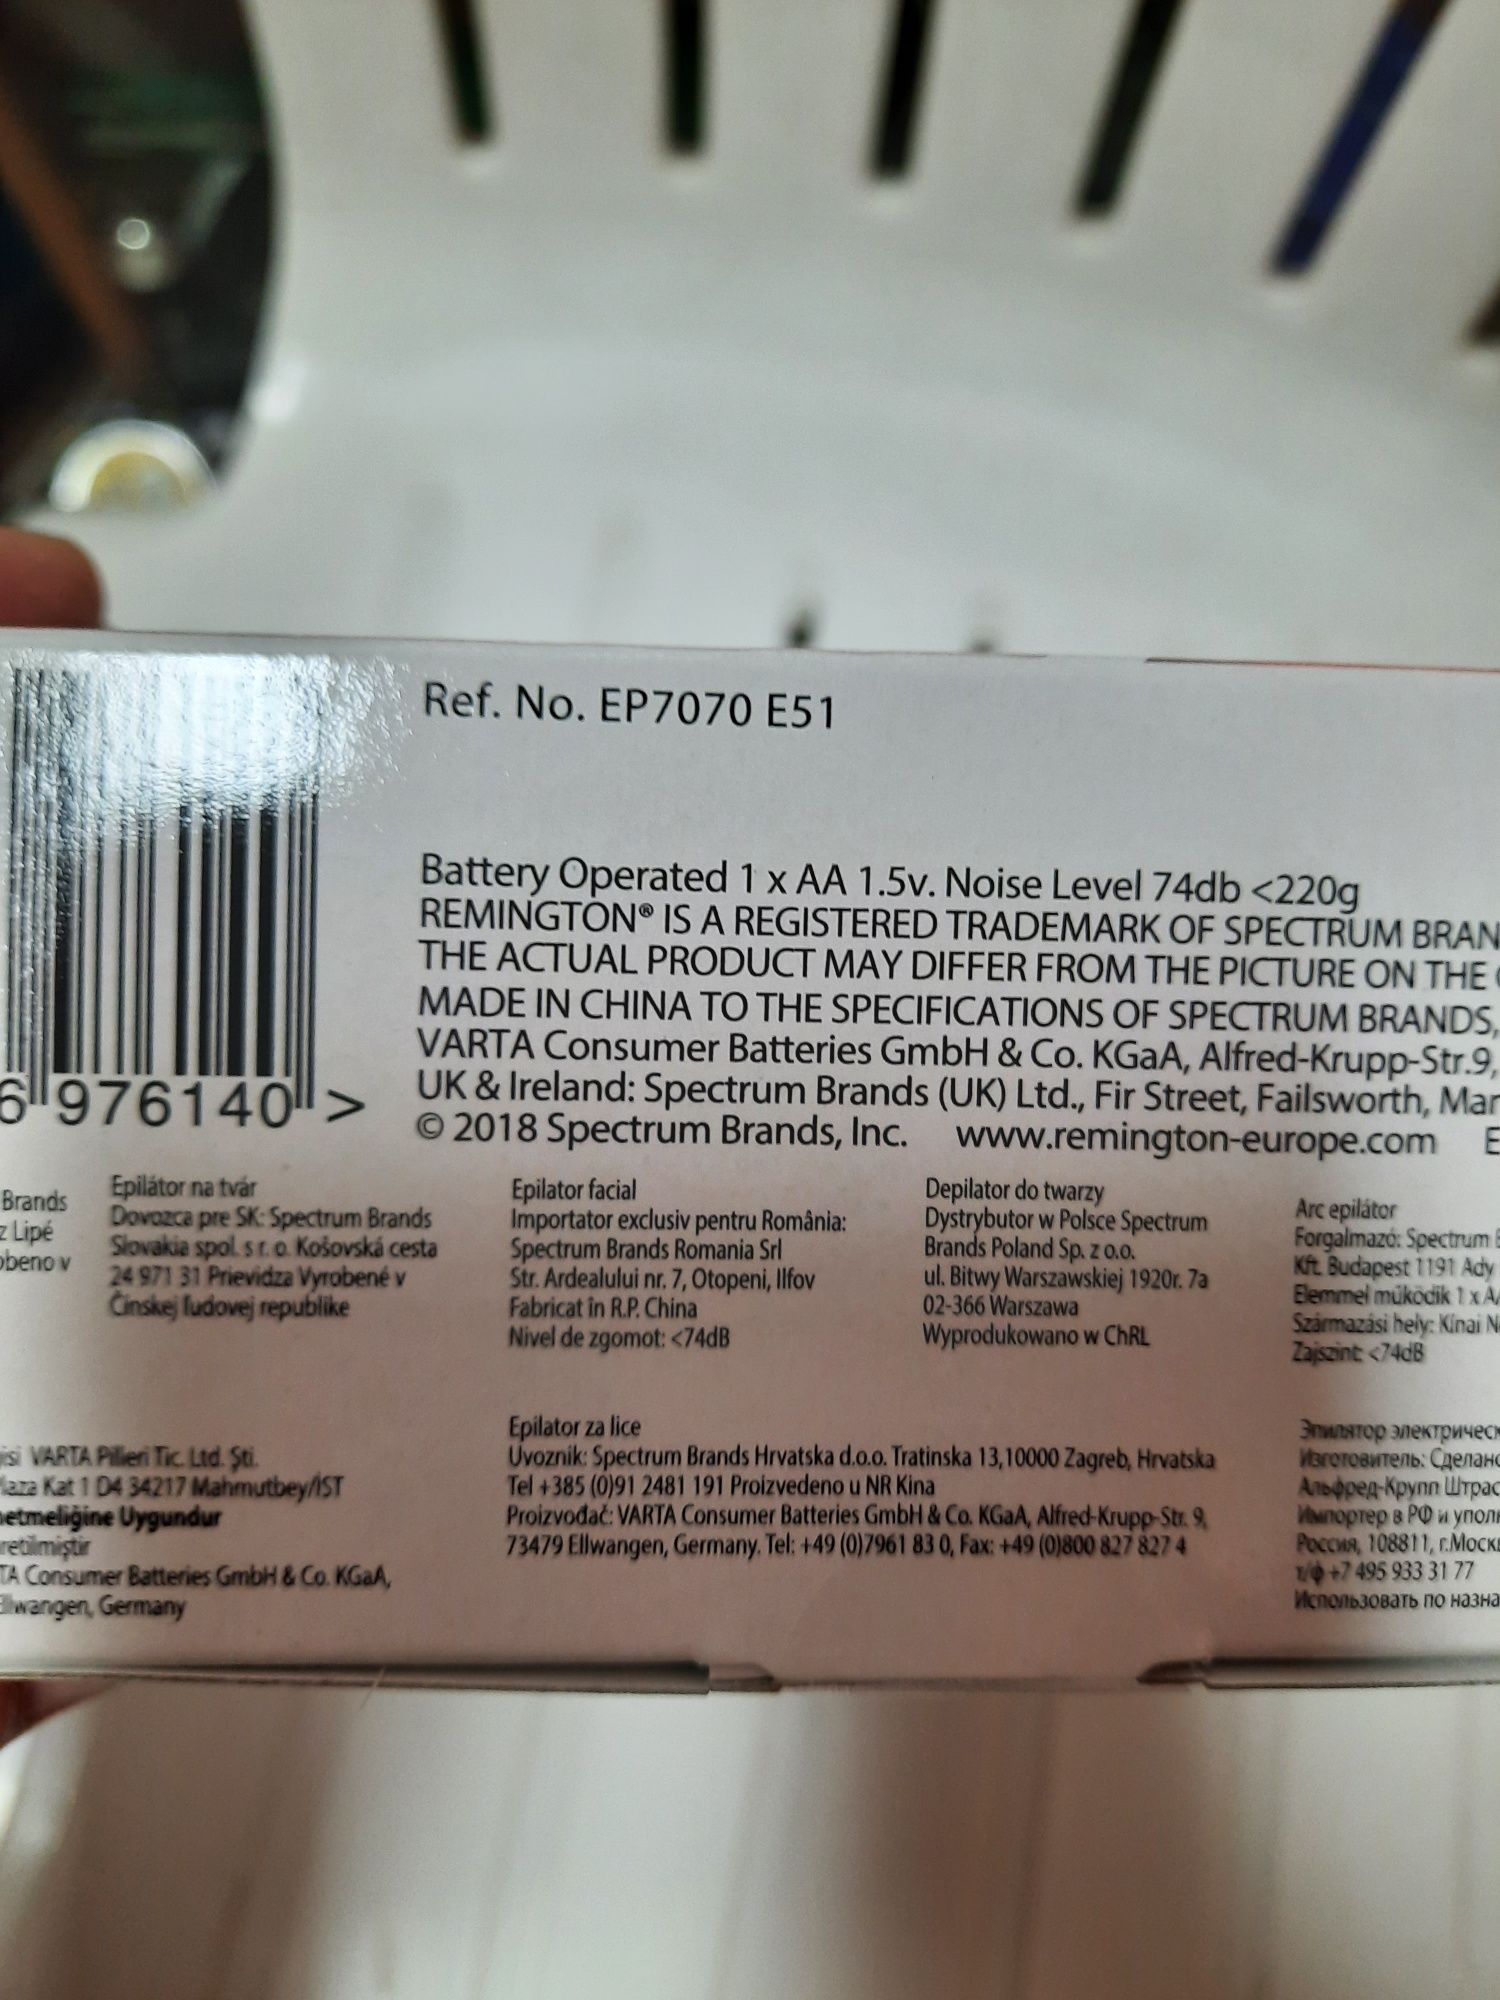 Ref. No. EP7070 E51
6 976140 >
Battery Operated 1 x AA 1.5v. Noise Level 74db <220g
REMINGTON® IS A REGISTERED TRADEMARK OF SPECTRUM BRAN
THE ACTUAL PRODUCT MAY DIFFER FROM THE PICTURE ON THE
MADE IN CHINA TO THE SPECIFICATIONS OF SPECTRUM BRANDS,
VARTA Consumer Batteries GmbH & Co. KGaA, Alfred-Krupp-Str.9,
UK & Ireland: Spectrum Brands (UK) Ltd., Fir Street, Failsworth, Man
© 2018 Spectrum Brands, Inc. www.remington-europe.com E
Brands
z Lipé
obeno v
Epilátor na tvár
Dovozca pre SK: Spectrum Brands
Slovakia spol. s r. o. Košovská cesta
24 971 31 Prievidza Vyrobené v
Čínskej ľudovej republike
Epilator facial
Importator exclusiv pentru România:
Spectrum Brands Romania Srl
Str. Ardealului nr. 7, Otopeni, Ilfov
Fabricat în R.P. China
Nivel de zgomot: <74dB
Depilator do twarzy
Dystrybutor w Polsce Spectrum
Brands Poland Sp. z o.o.
ul. Bitwy Warszawskiej 1920r. 7a
02-366 Warszawa
Wyprodukowano w ChRL
Arc epilátor
Forgalmazó: Spectrum B
Kft. Budapest 1191 Ady
Elemmel működik 1 x A
Származási hely: Kínai N
Zajszint: <74dB
isi VARTA Pilleri Tic. Ltd. Şti.
laza Kat 1 D4 34217 Mahmutbey/İST
netmeliğine Uygundur
retilmiştir
TA Consumer Batteries GmbH & Co. KGaA,
llwangen, Germany
Epilator za lice
Uvoznik: Spectrum Brands Hrvatska d.o.o. Tratinska 13,10000 Zagreb, Hrvatska
Tel +385 (0)91 2481 191 Proizvedeno u NR Kina
Proizvođač: VARTA Consumer Batteries GmbH & Co. KGaA, Alfred-Krupp-Str. 9,
73479 Ellwangen, Germany. Tel: +49 (0)7961 83 0, Fax: +49 (0)800 827 827 4
Эпилятор электрическ
Изготовитель: Сделано
Альфред-Крупп Штрас
Импортер в РФ и уполн
Россия, 108811, г.Москв
т/ф +7 495 933 31 77
Использовать по назна